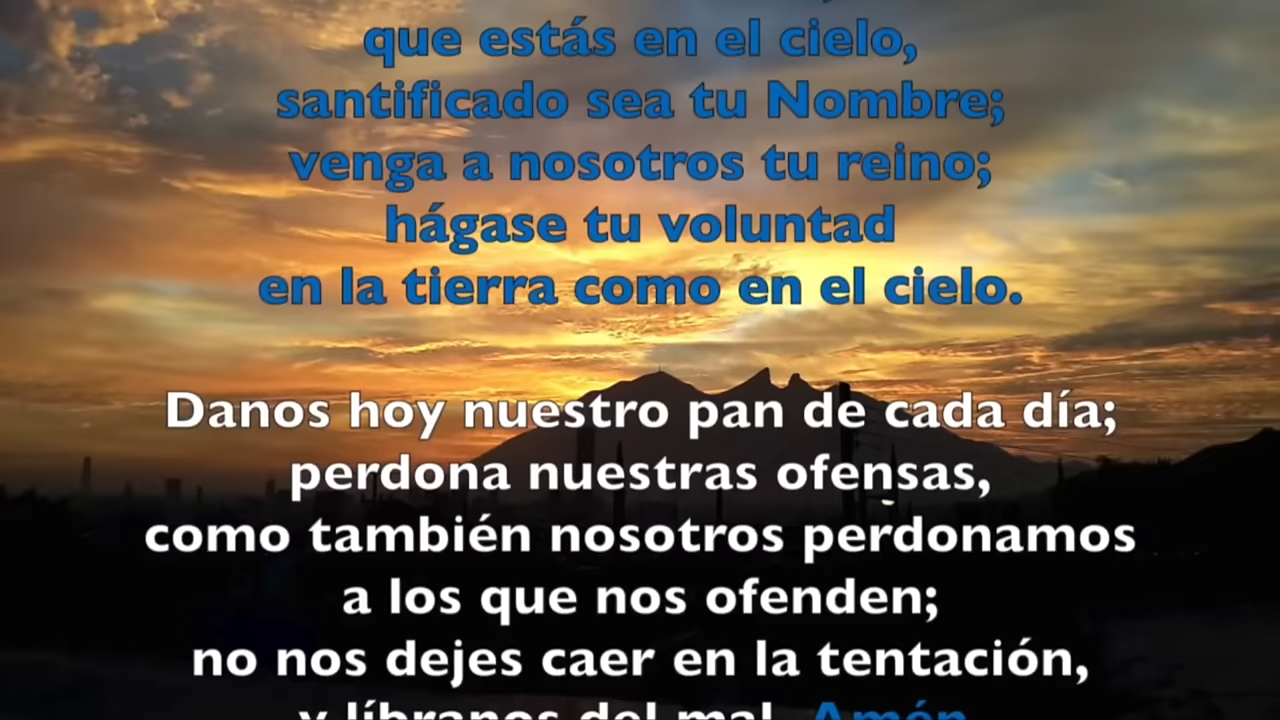 que estás en el cielo,
santificado sea tu Nombre;
venga a nosotros tu reino;
hágase tu voluntad
en la tierra como en el cielo.
Danos hoy nuestro pan de cada día;
perdona nuestras ofensas,
como también nosotros perdonamos
a los que nos ofenden;
no nos dejes caer en la tentación,
y líbranos del mal. Amén.